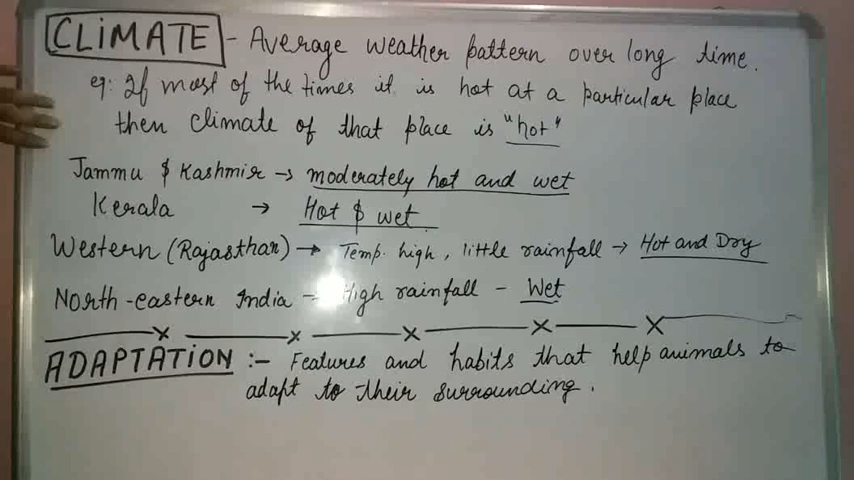 CLIMATE - Average weather pattern over long time.
eg: If most of the times it is hot at a particular place
then climate of that place is "hot"
Jammu & Kashmir → moderately hot and wet
Kerala → Hot & wet.
Western (Rajasthan) → Temp. high, little rainfall → Hot and Dry
North-eastern India - High rainfall - Wet
ADAPTATION :- Features and habits that help animals to
adapt to their surrounding.